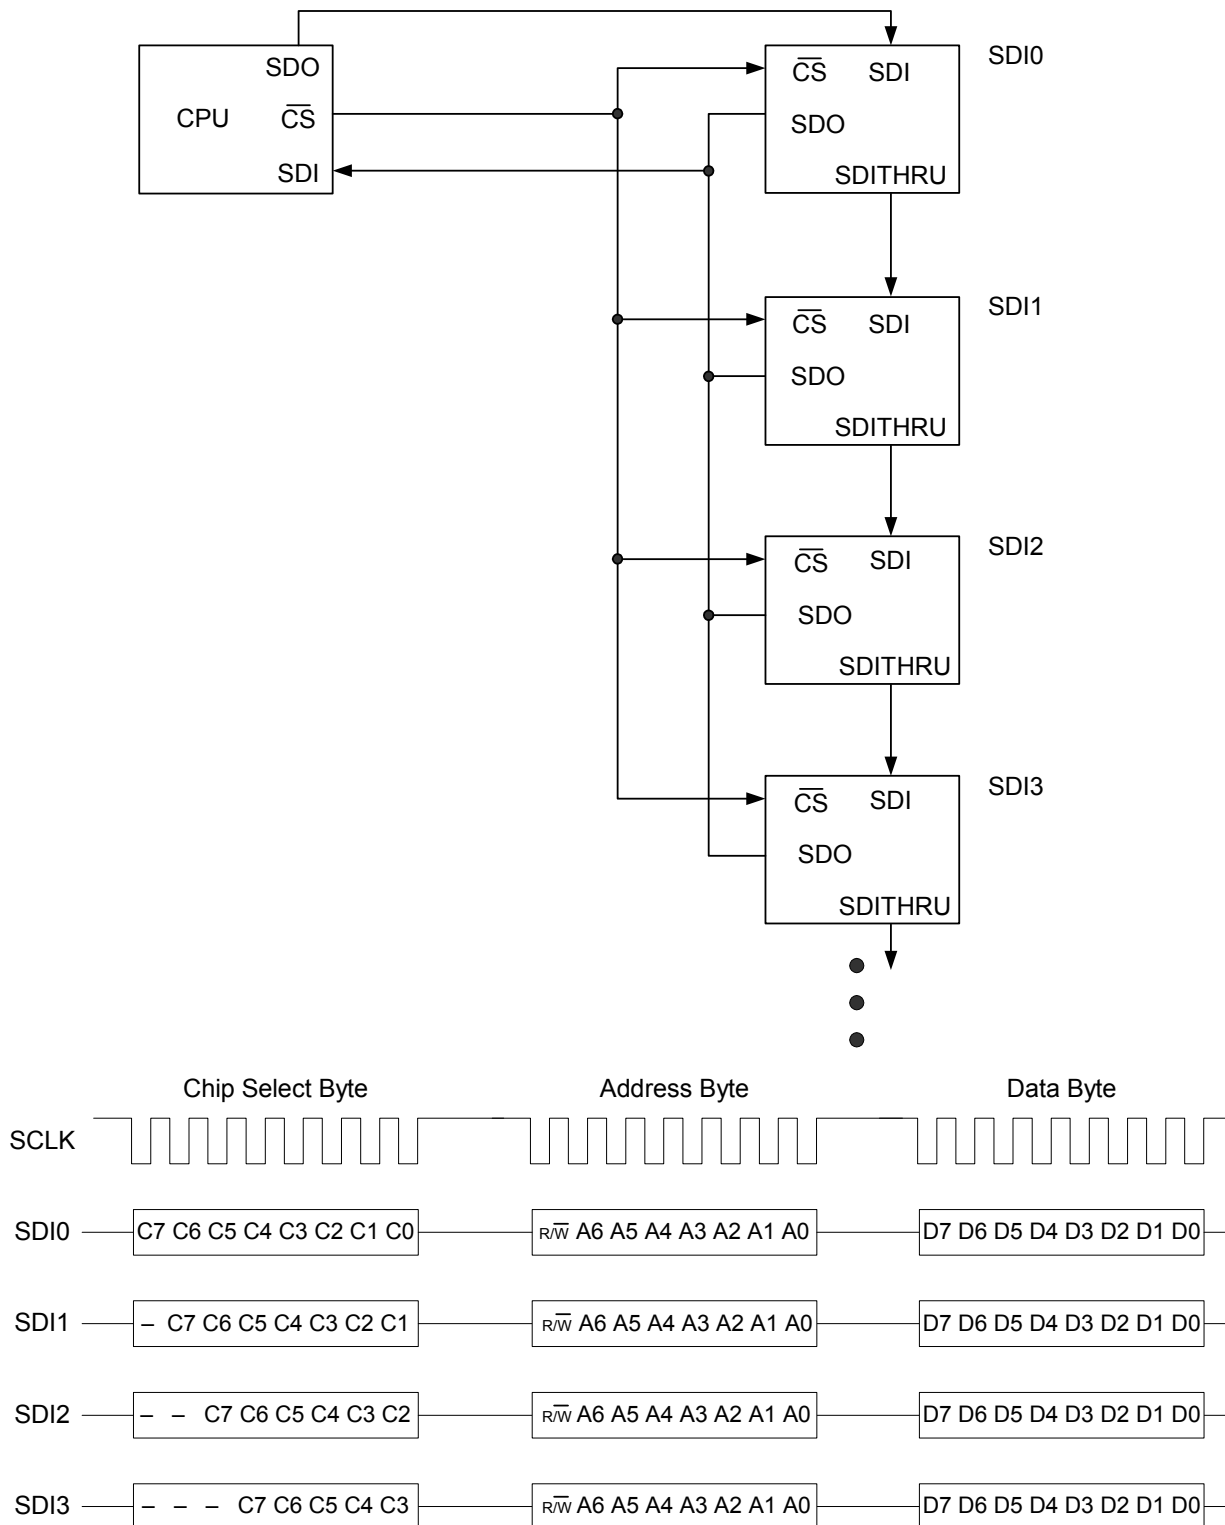 SDO
CPU
CS
SDI
CS SDI
SDO
SDITHRU
SDI0
CS SDI
SDO
SDITHRU
SDI1
CS SDI
SDO
SDITHRU
SDI2
CS SDI
SDO
SDITHRU
SDI3
Chip Select Byte Address Byte Data Byte
SCLK
SDI0 C7 C6 C5 C4 C3 C2 C1 C0 R/W A6 A5 A4 A3 A2 A1 A0 D7 D6 D5 D4 D3 D2 D1 D0
SDI1 – C7 C6 C5 C4 C3 C2 C1 R/W A6 A5 A4 A3 A2 A1 A0 D7 D6 D5 D4 D3 D2 D1 D0
SDI2 – – C7 C6 C5 C4 C3 C2 R/W A6 A5 A4 A3 A2 A1 A0 D7 D6 D5 D4 D3 D2 D1 D0
SDI3 – – – C7 C6 C5 C4 C3 R/W A6 A5 A4 A3 A2 A1 A0 D7 D6 D5 D4 D3 D2 D1 D0